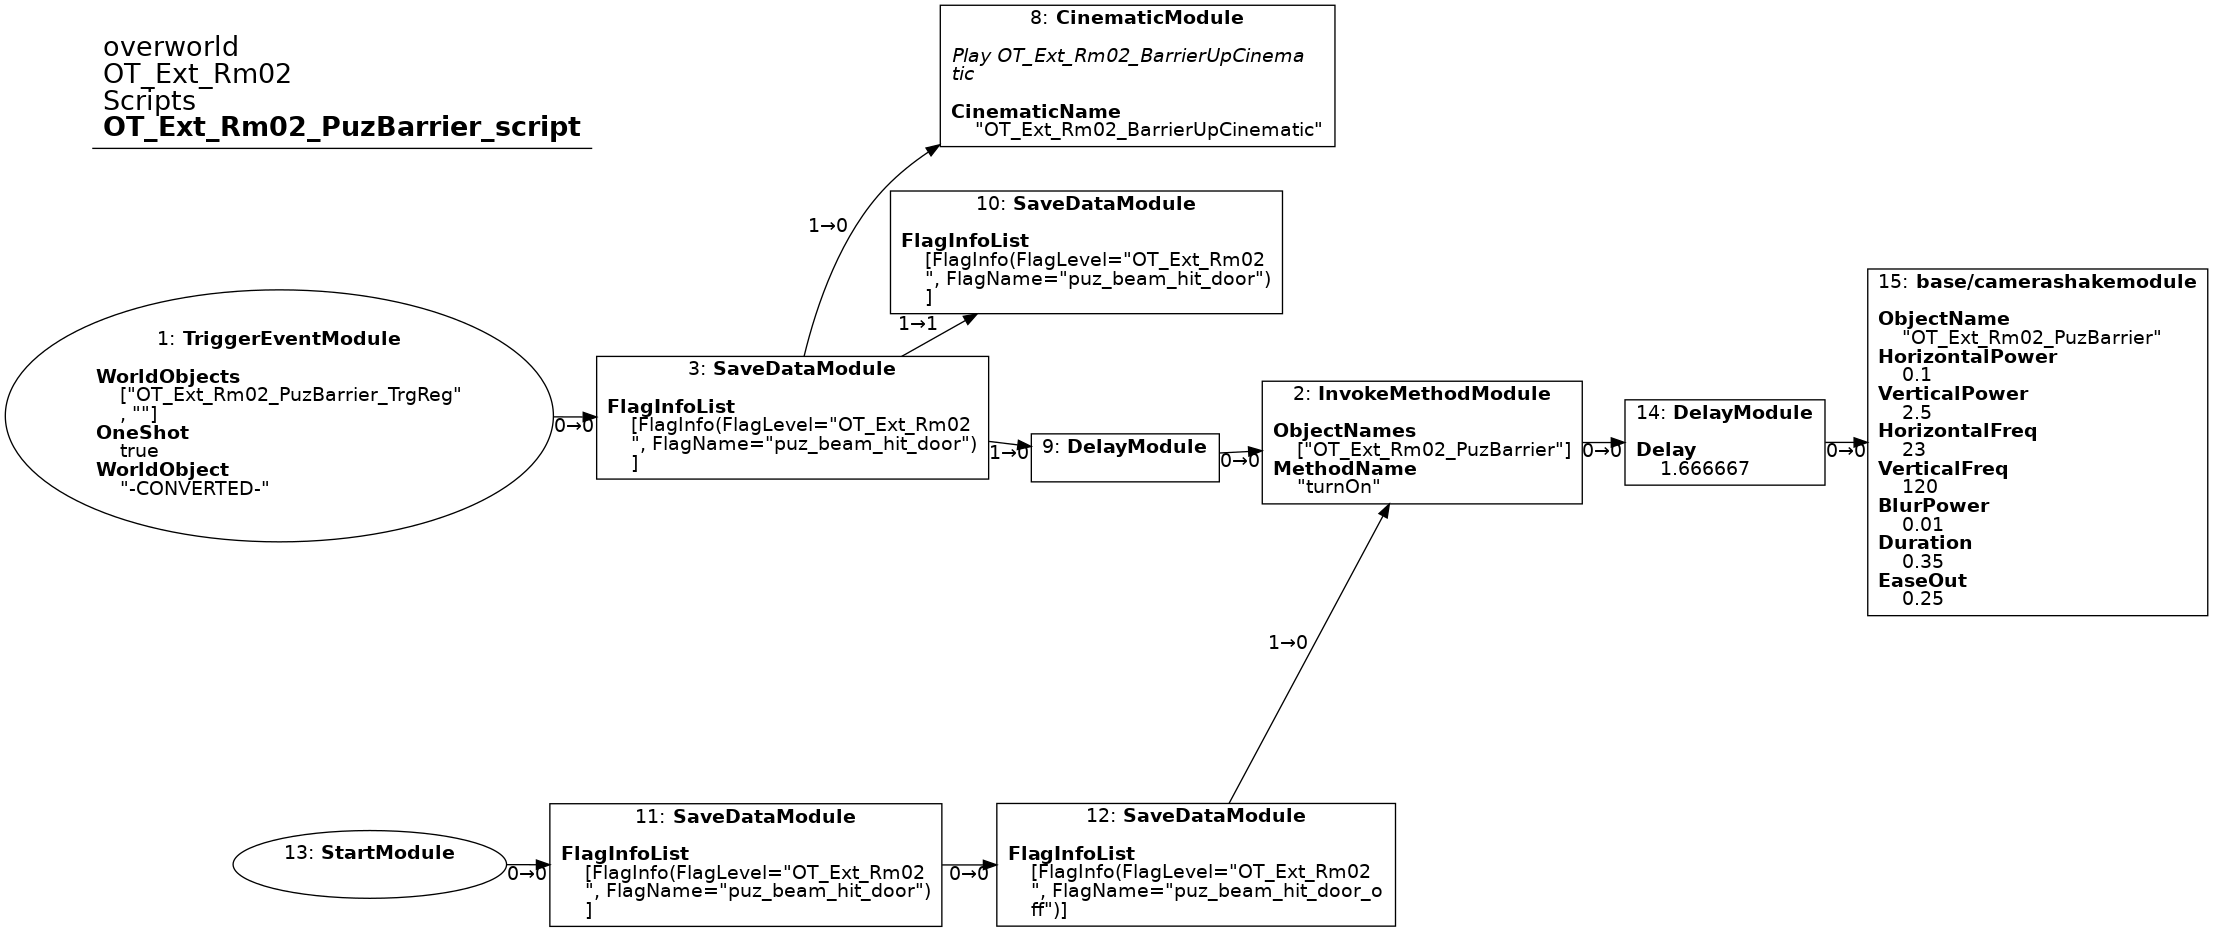 overworld
OT_Ext_Rm02
Scripts
OT_Ext_Rm02_PuzBarrier_script
8: CinematicModule
Play OT_Ext_Rm02_BarrierUpCinema
tic
CinematicName
"OT_Ext_Rm02_BarrierUpCinematic"
1→0
10: SaveDataModule
FlagInfoList
[FlagInfo(FlagLevel="OT_Ext_Rm02
", FlagName="puz_beam_hit_door")
]
1→1
1: TriggerEventModule
WorldObjects
["OT_Ext_Rm02_PuzBarrier_TrgReg"
, ""]
OneShot
true
WorldObject
"-CONVERTED-"
0→0
3: SaveDataModule
FlagInfoList
[FlagInfo(FlagLevel="OT_Ext_Rm02
", FlagName="puz_beam_hit_door")
]
1→0
9: DelayModule
0→0
2: InvokeMethodModule
ObjectNames
["OT_Ext_Rm02_PuzBarrier"]
MethodName
"turnOn"
0→0
14: DelayModule
Delay
1.666667
0→0
15: base/camerashakemodule
ObjectName
"OT_Ext_Rm02_PuzBarrier"
HorizontalPower
0.1
VerticalPower
2.5
HorizontalFreq
23
VerticalFreq
120
BlurPower
0.01
Duration
0.35
EaseOut
0.25
1→0
13: StartModule
0→0
11: SaveDataModule
FlagInfoList
[FlagInfo(FlagLevel="OT_Ext_Rm02
", FlagName="puz_beam_hit_door")
]
0→0
12: SaveDataModule
FlagInfoList
[FlagInfo(FlagLevel="OT_Ext_Rm02
", FlagName="puz_beam_hit_door_o
ff")]